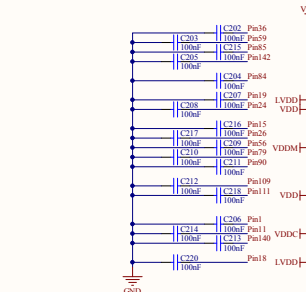 V
C202 Pin36
C203 100nF Pin59
100nF C215 Pin85
C205 100nF Pin142
100nF
C204 Pin84
100nF
C207 Pin19 LVDD
C208 100nF Pin24 VDD
100nF
C216 Pin15
C217 100nF Pin26
100nF C209 Pin56 VDDM
C210 100nF Pin79
100nF C211 Pin90
100nF
C212 Pin109
100nF C218 Pin111 VDD
100nF
C206 Pin1
C214 100nF Pin11 VDDC
100nF C213 Pin140
100nF
C220 Pin18 LVDD
100nF
GND